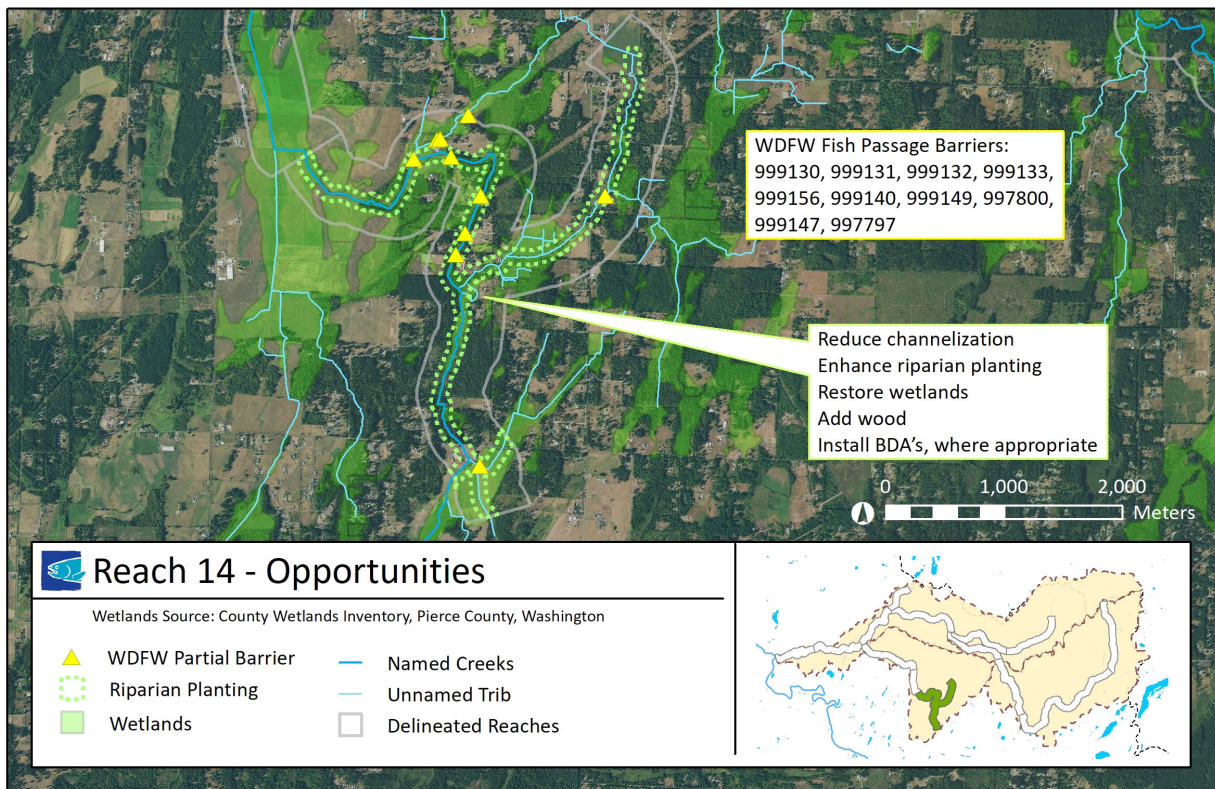 WDFW Fish Passage Barriers:
999130, 999131, 999132, 999133,
999156, 999140, 999149, 997800,
999147, 997797
Reduce channelization
Enhance riparian planting
Restore wetlands
Add wood
Install BDA's, where appropriate
0 1,000 2,000
Meters
Reach 14 - Opportunities
Wetlands Source: County Wetlands Inventory, Pierce County, Washington
WDFW Partial Barrier
Riparian Planting
Wetlands
Named Creeks
Unnamed Trib
Delineated Reaches